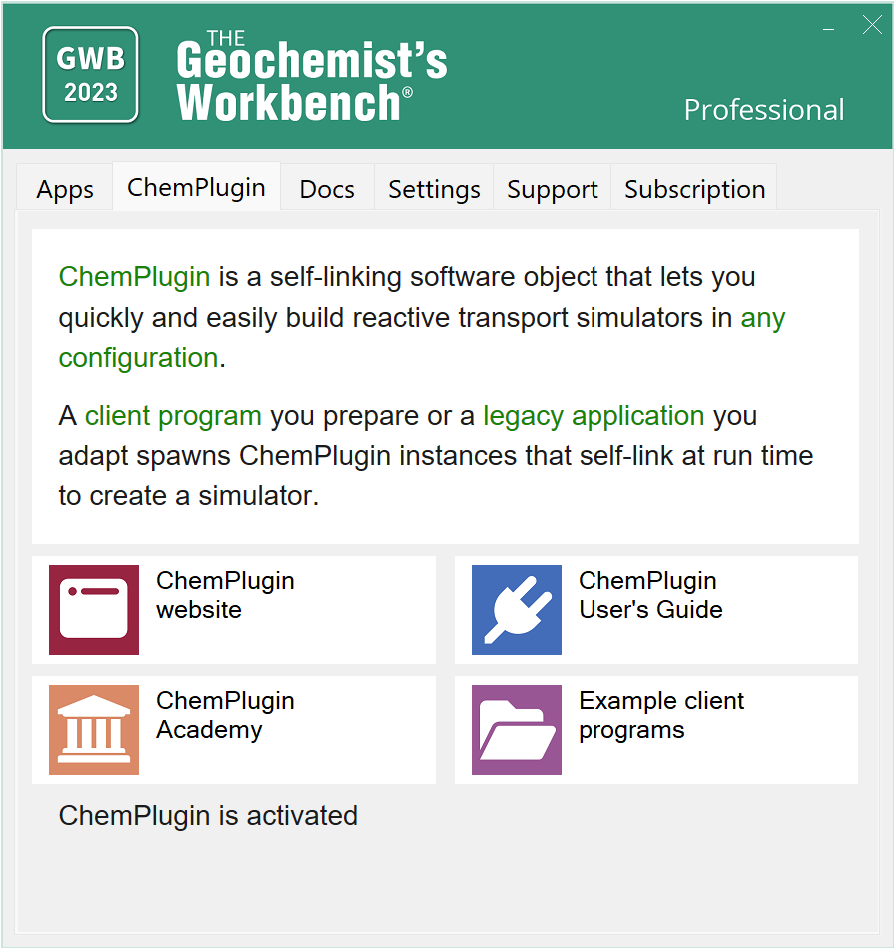 GWB
2023
THE
Geochemist's
Workbench®
Professional
Apps
ChemPlugin
Docs
Settings
Support
Subscription
ChemPlugin is a self-linking software object that lets you
quickly and easily build reactive transport simulators in any
configuration.
A client program you prepare or a legacy application you
adapt spawns ChemPlugin instances that self-link at run time
to create a simulator.
ChemPlugin
website
ChemPlugin
User's Guide
ChemPlugin
Academy
Example client
programs
ChemPlugin is activated